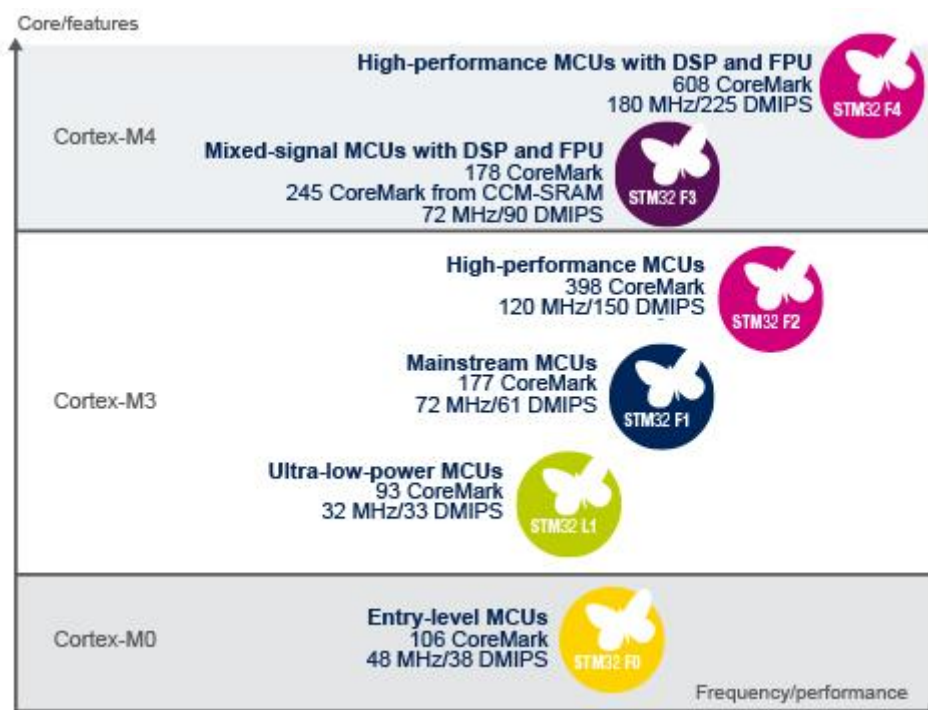 Core/features
High-performance MCUs with DSP and FPU
608 CoreMark
180 MHz/225 DMIPS
STM32 F4
Cortex-M4
Mixed-signal MCUs with DSP and FPU
178 CoreMark
245 CoreMark from CCM-SRAM
72 MHz/90 DMIPS
STM32 F3
High-performance MCUs
398 CoreMark
120 MHz/150 DMIPS
STM32 F2
Mainstream MCUs
177 CoreMark
72 MHz/61 DMIPS
STM32 F1
Cortex-M3
Ultra-low-power MCUs
93 CoreMark
32 MHz/33 DMIPS
STM32 L1
Entry-level MCUs
106 CoreMark
48 MHz/38 DMIPS
STM32 F0
Cortex-M0
Frequency/performance